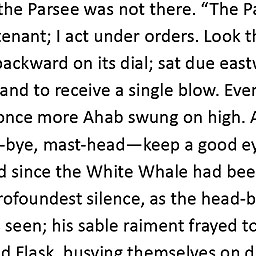 the Parsee was not there. “The Pa
tenant; I act under orders. Look th
backward on its dial; sat due eastw
and to receive a single blow. Ever
once more Ahab swung on high. A
-bye, mast-head—keep a good ey
d since the White Whale had bee
rofoundest silence, as the head-b
seen; his sable raiment frayed to
d Flask, busying themselves on d